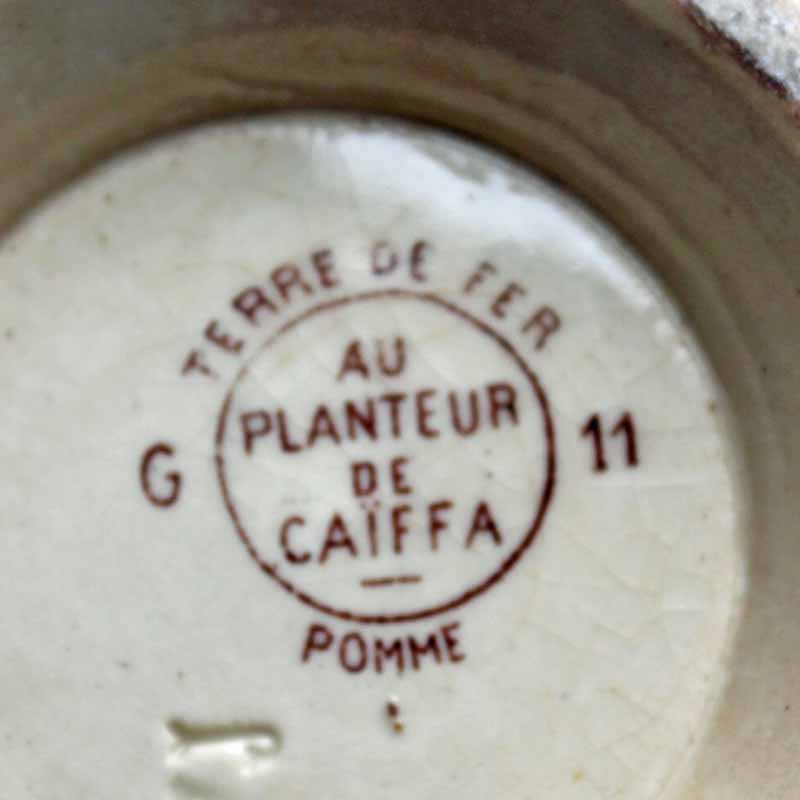 TERRE DE FER
AU
PLANTEUR
DE
CAÏFFA
G 11
POMME